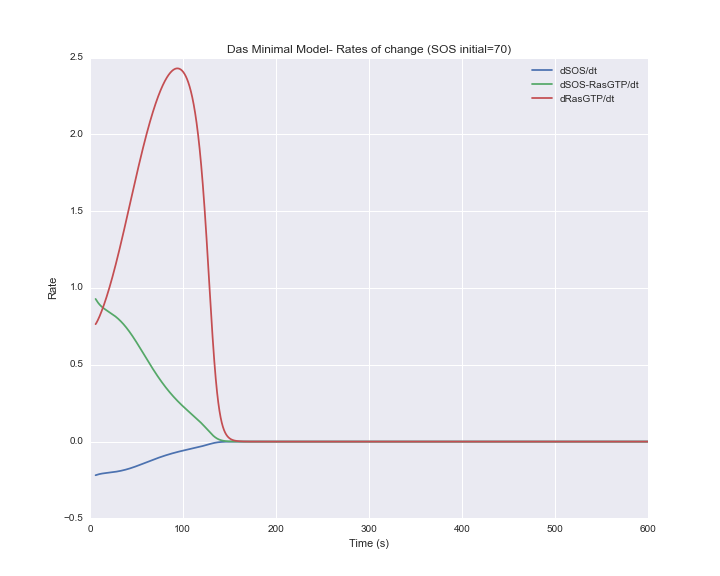 Das Minimal Model- Rates of change (SOS initial=70)
dSOS/dt
dSOS-RasGTP/dt
dRasGTP/dt
2.5
2.0
1.5
1.0
0.5
0.0
−0.5
Rate
0 100 200 300 400 500 600
Time (s)